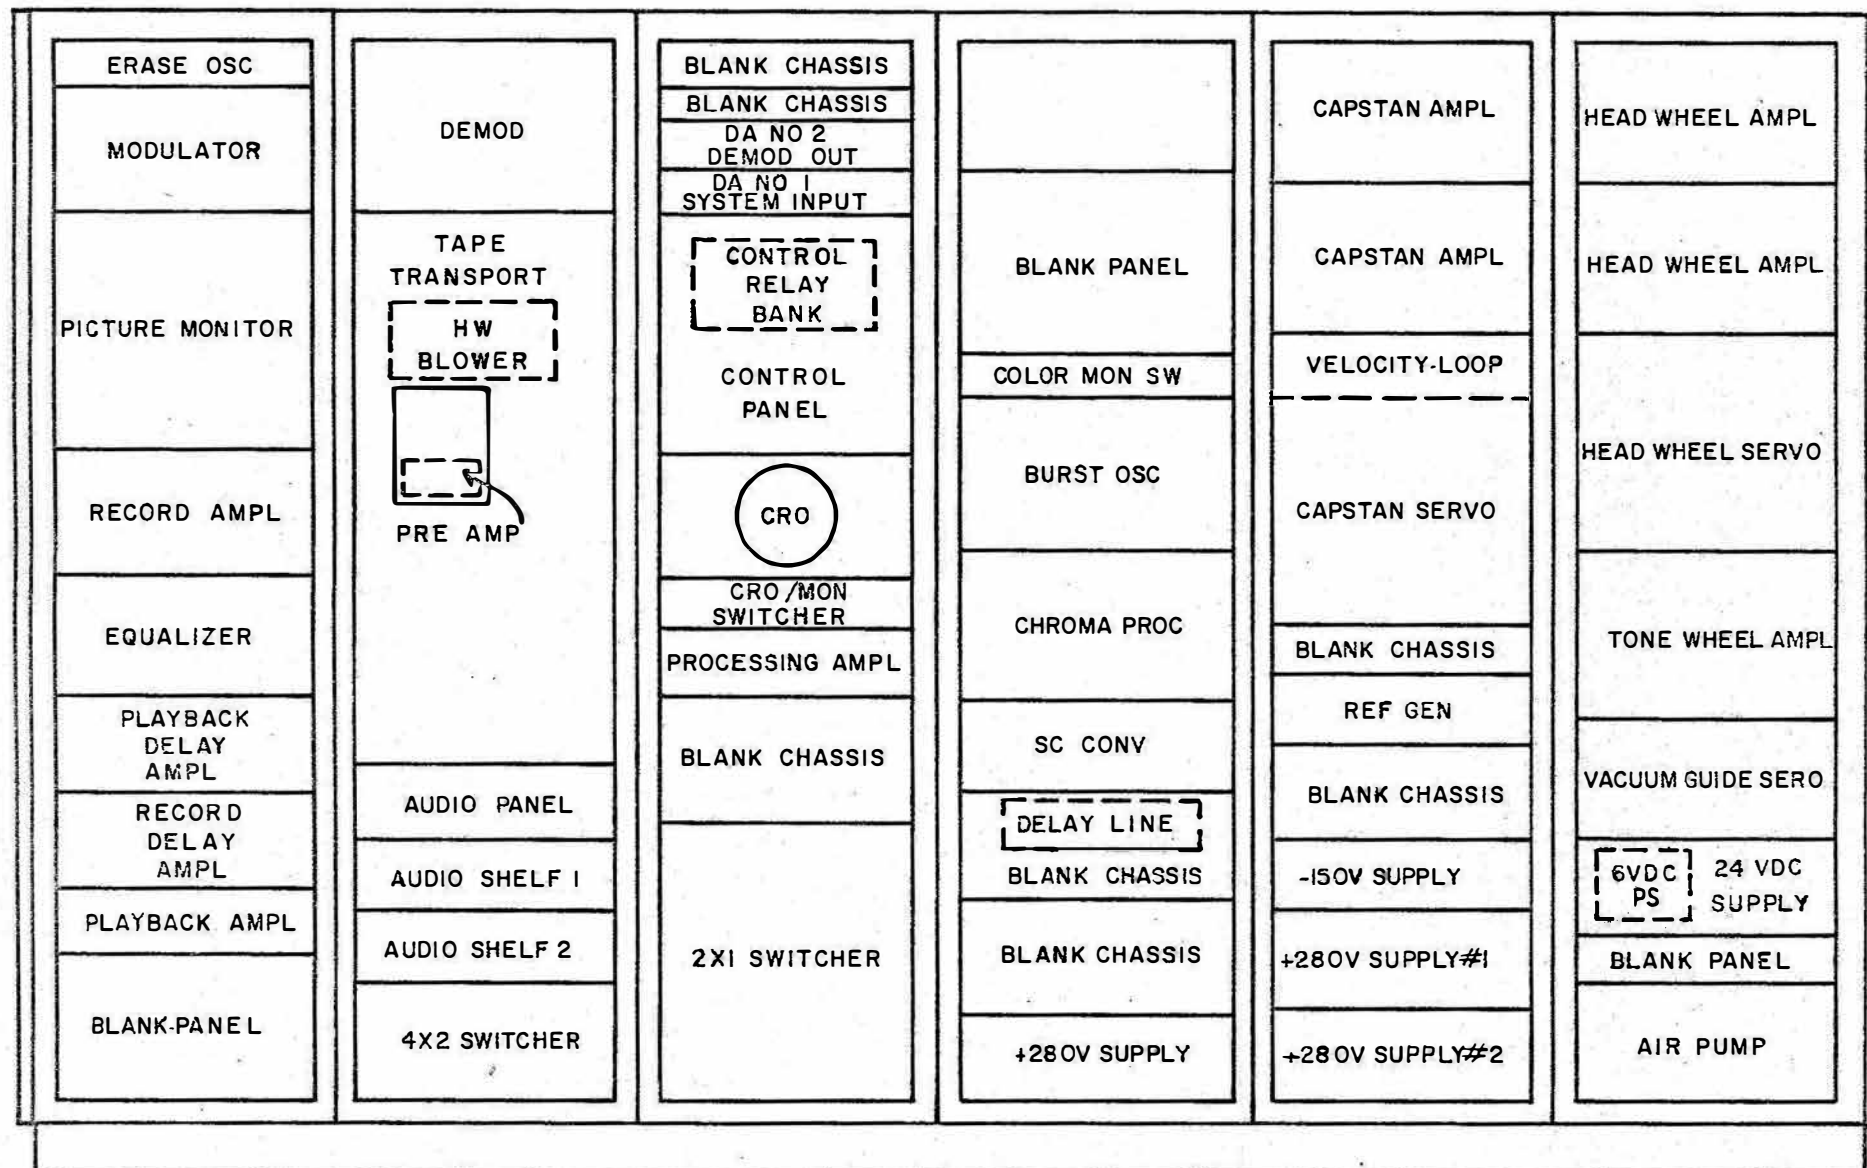 ERASE OSC
MODULATOR
PICTURE MONITOR
RECORD AMPL
EQUALIZER
PLAYBACK
DELAY
AMPL
RECORD
DELAY
AMPL
PLAYBACK AMPL
BLANK-PANEL
DEMOD
TAPE
TRANSPORT
HW
BLOWER
PRE AMP
AUDIO PANEL
AUDIO SHELF 1
AUDIO SHELF 2
4X2 SWITCHER
BLANK CHASSIS
BLANK CHASSIS
DA NO 2
DEMOD OUT
DA NO 1
SYSTEM INPUT
CONTROL
RELAY
BANK
CONTROL
PANEL
CRO
CRO/MON
SWITCHER
PROCESSING AMPL
BLANK CHASSIS
2X1 SWITCHER
BLANK PANEL
COLOR MON SW
BURST OSC
CHROMA PROC
SC CONV
DELAY LINE
BLANK CHASSIS
BLANK CHASSIS
+280V SUPPLY
CAPSTAN AMPL
CAPSTAN AMPL
VELOCITY-LOOP
CAPSTAN SERVO
BLANK CHASSIS
REF GEN
BLANK CHASSIS
-150V SUPPLY
+280V SUPPLY#1
+280V SUPPLY#2
HEAD WHEEL AMPL
HEAD WHEEL AMPL
HEAD WHEEL SERVO
TONE WHEEL AMPL
VACUUM GUIDE SERO
6VDC
PS
24 VDC
SUPPLY
BLANK PANEL
AIR PUMP